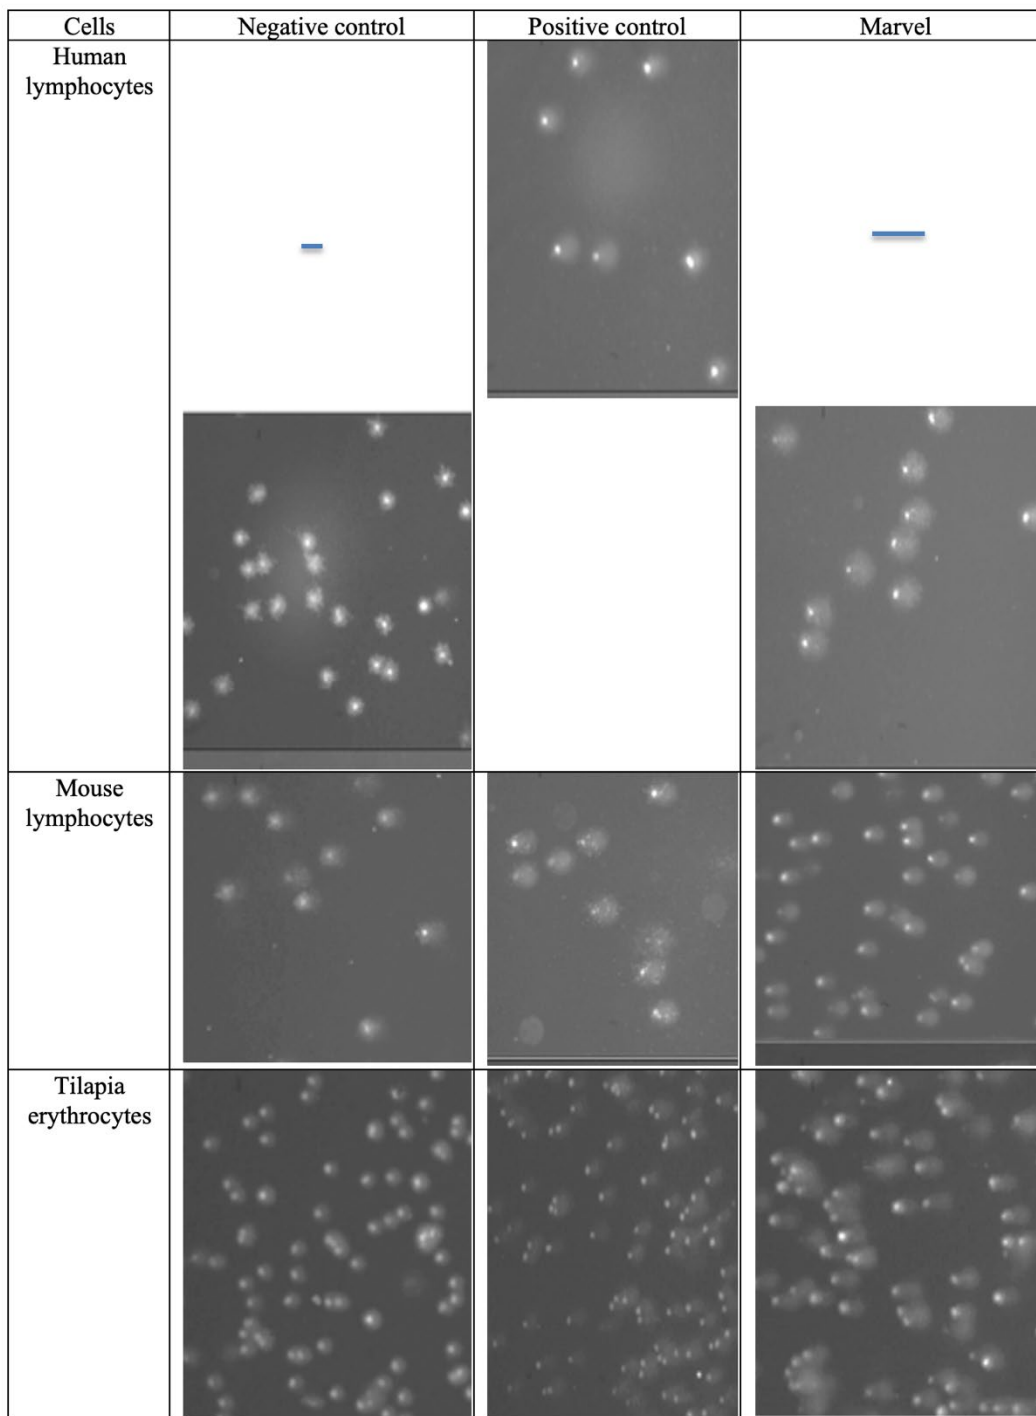 Cells Negative control Positive control Marvel
Human
lymphocytes
Mouse
lymphocytes
Tilapia
erythrocytes